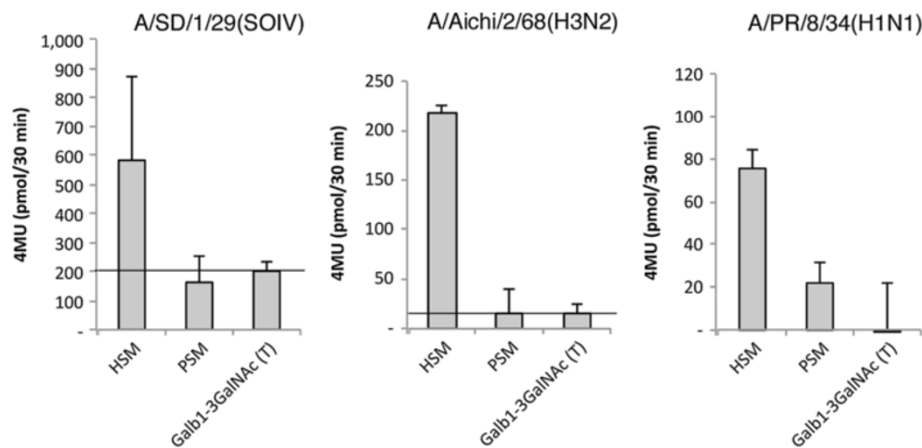 A/SD/1/29(SOIV)
4MU (pmol/30 min)
1,000
900
800
700
600
500
400
300
200
100
-
HSM
PSM
Galb1-3GalNAc (T)
A/Aichi/2/68(H3N2)
4MU (pmol/30 min)
250
200
150
100
50
-
HSM
PSM
Galb1-3GalNAc (T)
A/PR/8/34(H1N1)
4MU (pmol/30 min)
120
100
80
60
40
20
-
HSM
PSM
Galb1-3GalNAc (T)